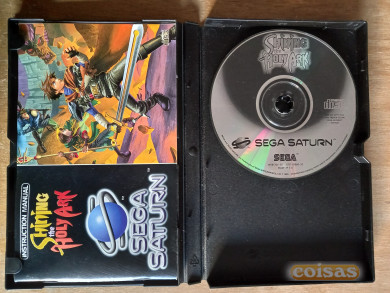 INSTRUCTION MANUAL
SHINING
the
HOLY ARK
SEGA SATURN
SHINING
the
HOLY ARK
SEGA SATURN
SEGA
coisas